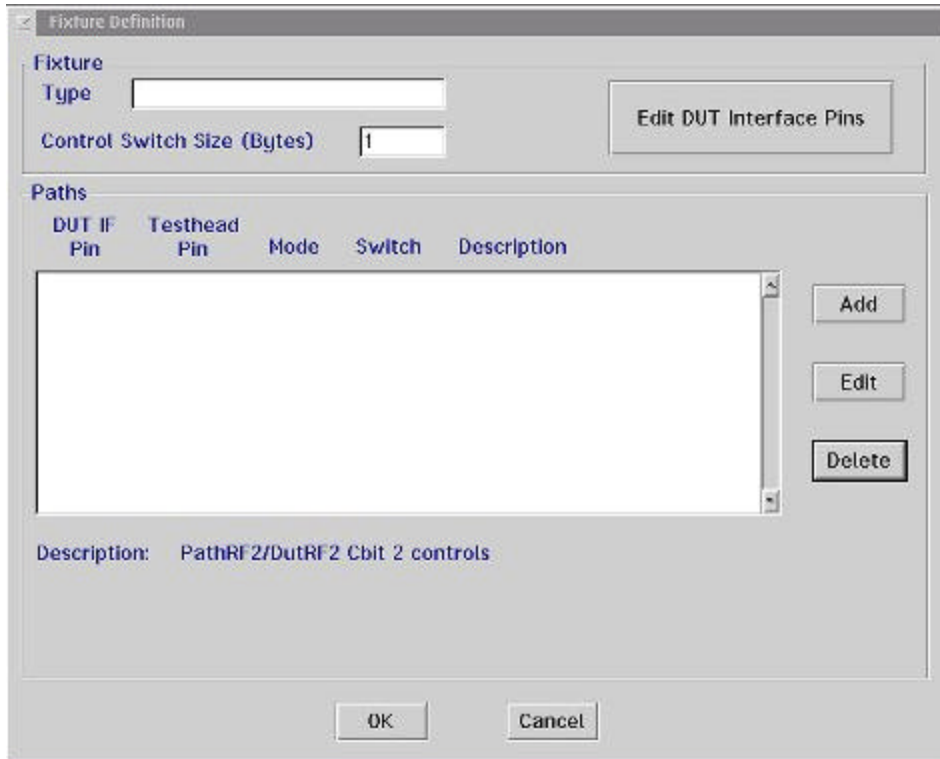 Fixture Definition
Fixture
Type
Control Switch Size (Bytes) 1
Edit DUT Interface Pins
Paths
DUT IF Pin
Testhead Pin
Mode
Switch
Description
Add
Edit
Delete
Description: PathRF2/DutRF2 Cbit 2 controls
OK
Cancel